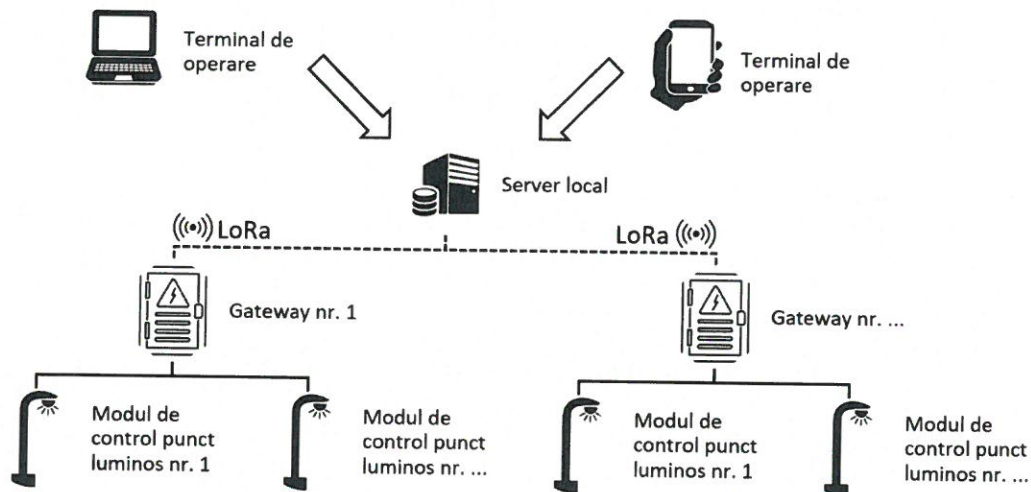 Terminal de
operare
Terminal de
operare
Server local
LoRa
LoRa
Gateway nr. 1
Gateway nr. ...
Modul de
control punct
luminos nr. 1
Modul de
control punct
luminos nr. ...
Modul de
control punct
luminos nr. 1
Modul de
control punct
luminos nr. ...